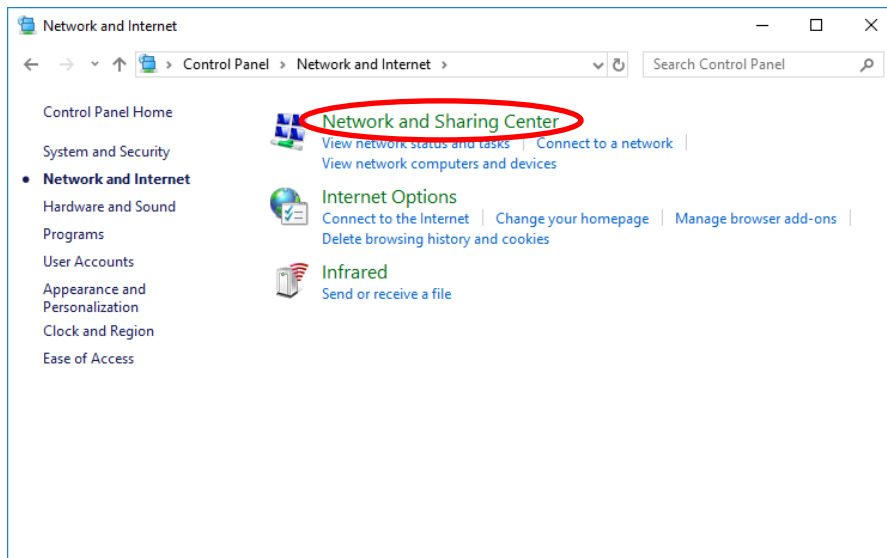 Network and Internet
Control Panel > Network and Internet >
Search Control Panel
Control Panel Home
System and Security
Network and Internet
Hardware and Sound
Programs
User Accounts
Appearance and
Personalization
Clock and Region
Ease of Access
Network and Sharing Center
View network status and tasks | Connect to a network |
View network computers and devices
Internet Options
Connect to the Internet | Change your homepage | Manage browser add-ons |
Delete browsing history and cookies
Infrared
Send or receive a file